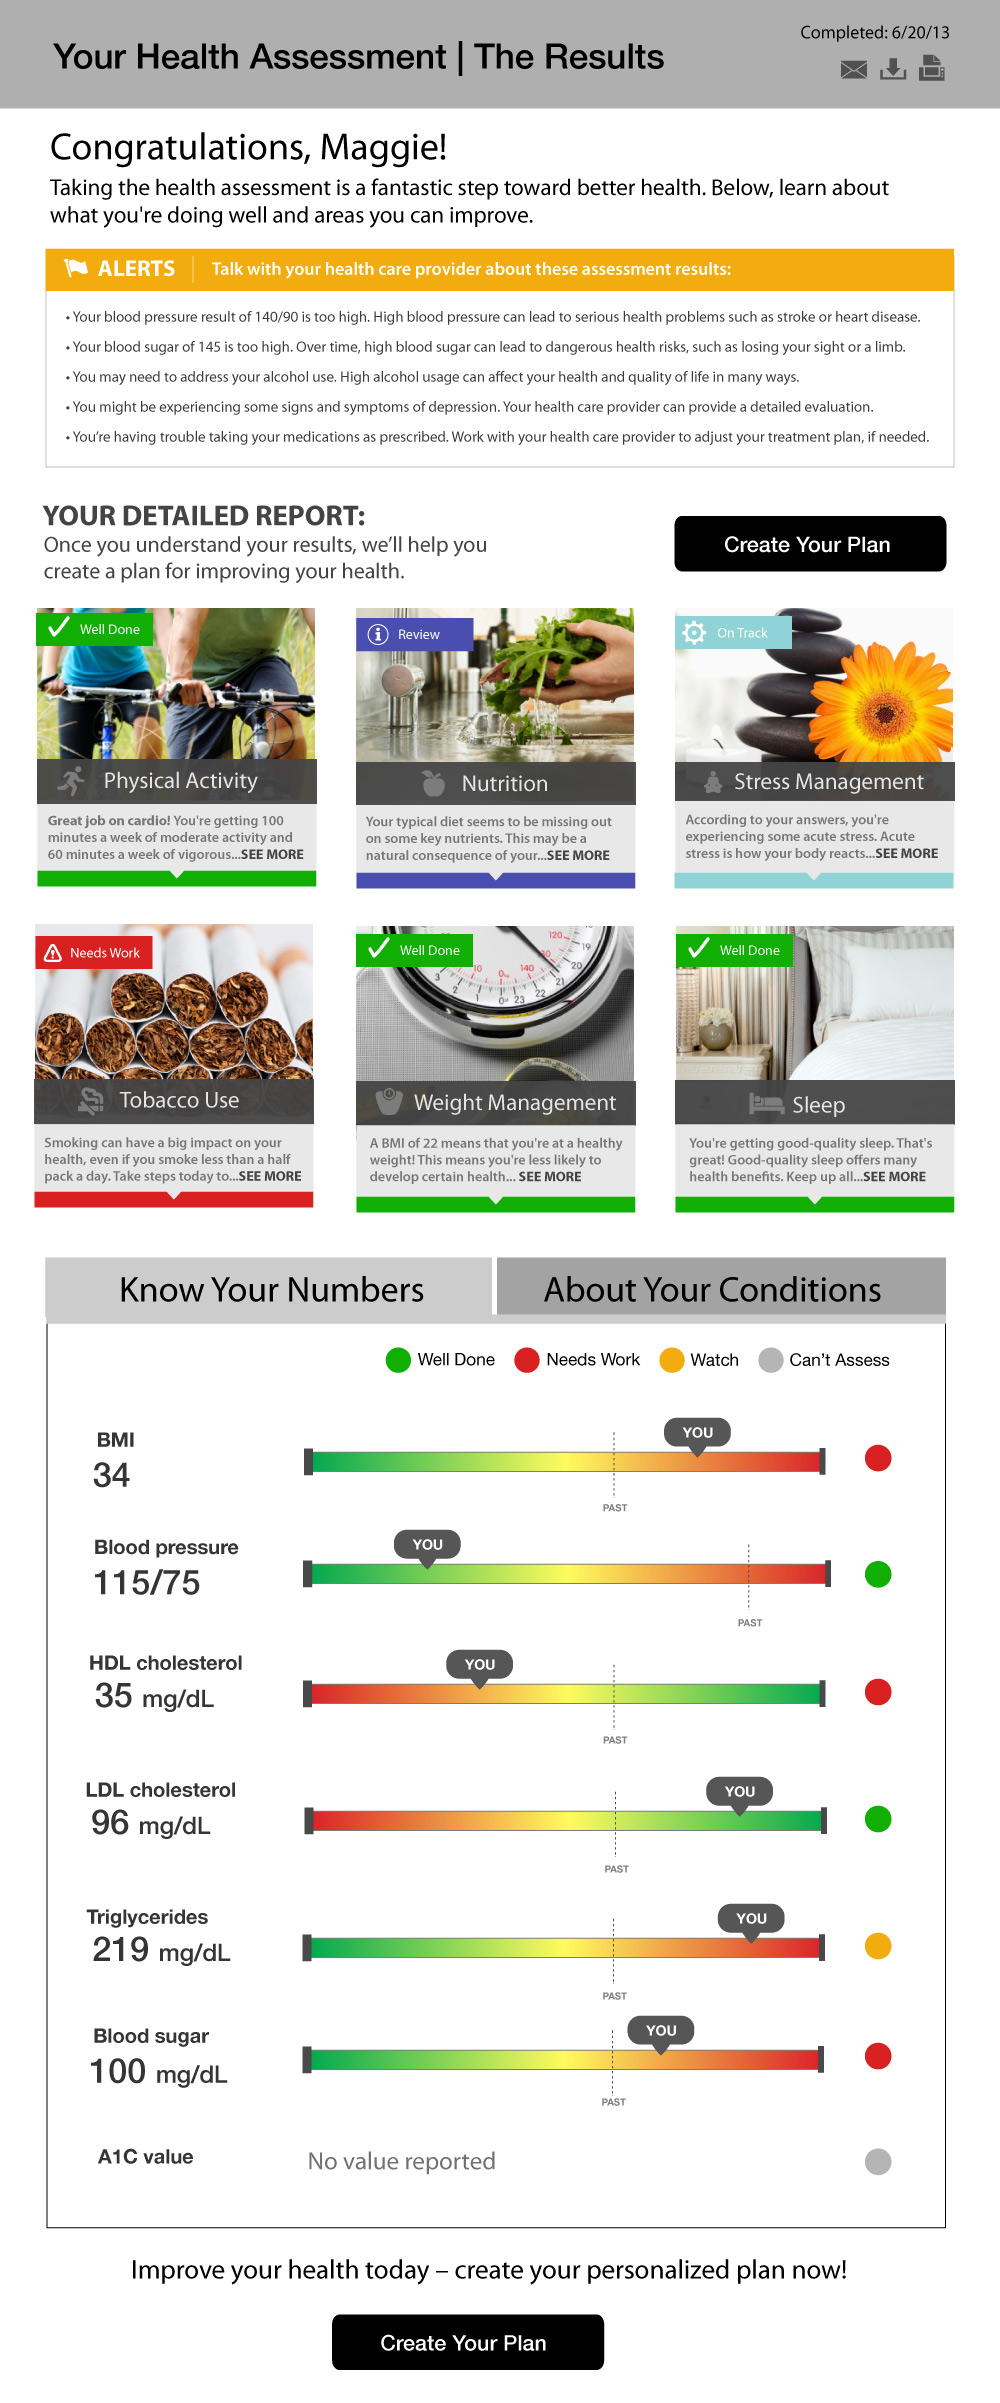 Your Health Assessment | The Results
Completed: 6/20/13
Congratulations, Maggie!
Taking the health assessment is a fantastic step toward better health. Below, learn about
what you're doing well and areas you can improve.
ALERTS
Talk with your health care provider about these assessment results:
• Your blood pressure result of 140/90 is too high. High blood pressure can lead to serious health problems such as stroke or heart disease.
• Your blood sugar of 145 is too high. Over time, high blood sugar can lead to dangerous health risks, such as losing your sight or a limb.
• You may need to address your alcohol use. High alcohol usage can affect your health and quality of life in many ways.
• You might be experiencing some signs and symptoms of depression. Your health care provider can provide a detailed evaluation.
• You're having trouble taking your medications as prescribed. Work with your health care provider to adjust your treatment plan, if needed.
YOUR DETAILED REPORT:
Once you understand your results, we'll help you
create a plan for improving your health.
Create Your Plan
Well Done
Physical Activity
Great job on cardio! You're getting 100
minutes a week of moderate activity and
60 minutes a week of vigorous...SEE MORE
Review
Nutrition
Your typical diet seems to be missing out
on some key nutrients. This may be a
natural consequence of your...SEE MORE
On Track
Stress Management
According to your answers, you're
experiencing some acute stress. Acute
stress is how your body reacts...SEE MORE
Needs Work
Tobacco Use
Smoking can have a big impact on your
health, even if you smoke less than a half
pack a day. Take steps today to...SEE MORE
Well Done
120
19
10
0
140
20
3
2
0
23
22
21
Weight Management
A BMI of 22 means that you're at a healthy
weight! This means you're less likely to
develop certain health... SEE MORE
Well Done
Sleep
You're getting good-quality sleep. That's
great! Good-quality sleep offers many
health benefits. Keep up all...SEE MORE
Know Your Numbers
About Your Conditions
Well Done
Needs Work
Watch
Can't Assess
BMI
34
YOU
PAST
Blood pressure
115/75
YOU
PAST
HDL cholesterol
35 mg/dL
YOU
PAST
LDL cholesterol
96 mg/dL
YOU
PAST
Triglycerides
219 mg/dL
YOU
PAST
Blood sugar
100 mg/dL
YOU
PAST
A1C value
No value reported
Improve your health today – create your personalized plan now!
Create Your Plan